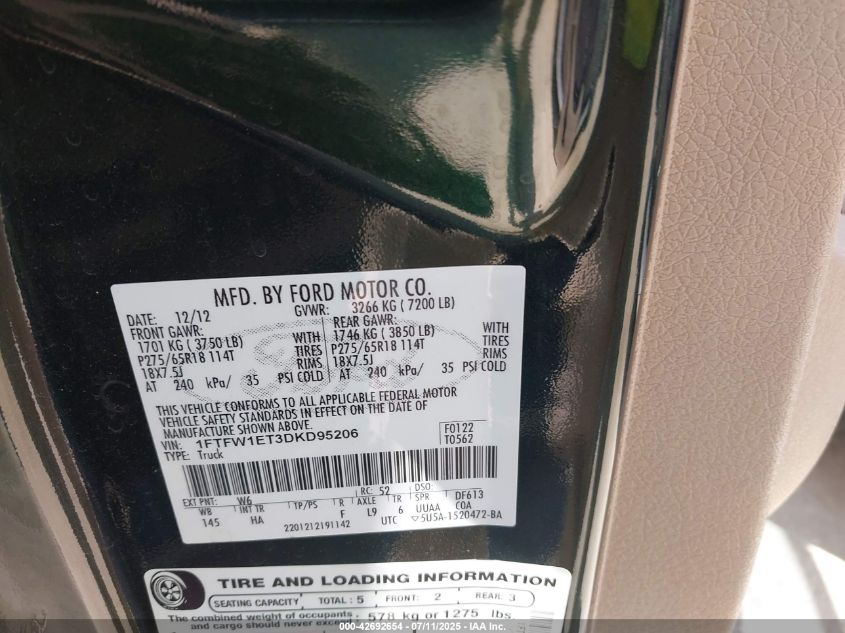 MFD. BY FORD MOTOR CO.
DATE: 12/12 GVWR: 3266 KG ( 7200 LB)
FRONT GAWR: REAR GAWR:
1701 KG ( 3750 LB) WITH 1746 KG ( 3850 LB) WITH
P275/65R18 114T TIRES P275/65R18 114T TIRES
18X7.5J RIMS 18X7.5J RIMS
AT 240 kPa/ 35 PSI COLD AT 240 kPa/ 35 PSI COLD
THIS VEHICLE CONFORMS TO ALL APPLICABLE FEDERAL MOTOR
VEHICLE SAFETY STANDARDS IN EFFECT ON THE DATE OF
MANUFACTURE SHOWN ABOVE.
VIN: 1FTFW1ET3DKD95206 F0122
TYPE: Truck T0562
EXT PNT: W6 RC: 52 DSO:
WB INT TR TP/PS R AXLE TR SPR DF613
145 HA F L9 6 UUAA COA
2201212191142 UTC ▽5U5A-1520472-BA
TIRE AND LOADING INFORMATION
SEATING CAPACITY TOTAL: 5 FRONT: 2 REAR: 3
The combined weight of occupants 578 kg or 1275 lbs.
and cargo should never
000-42692654 - 07/11/2025 - IAA Inc.